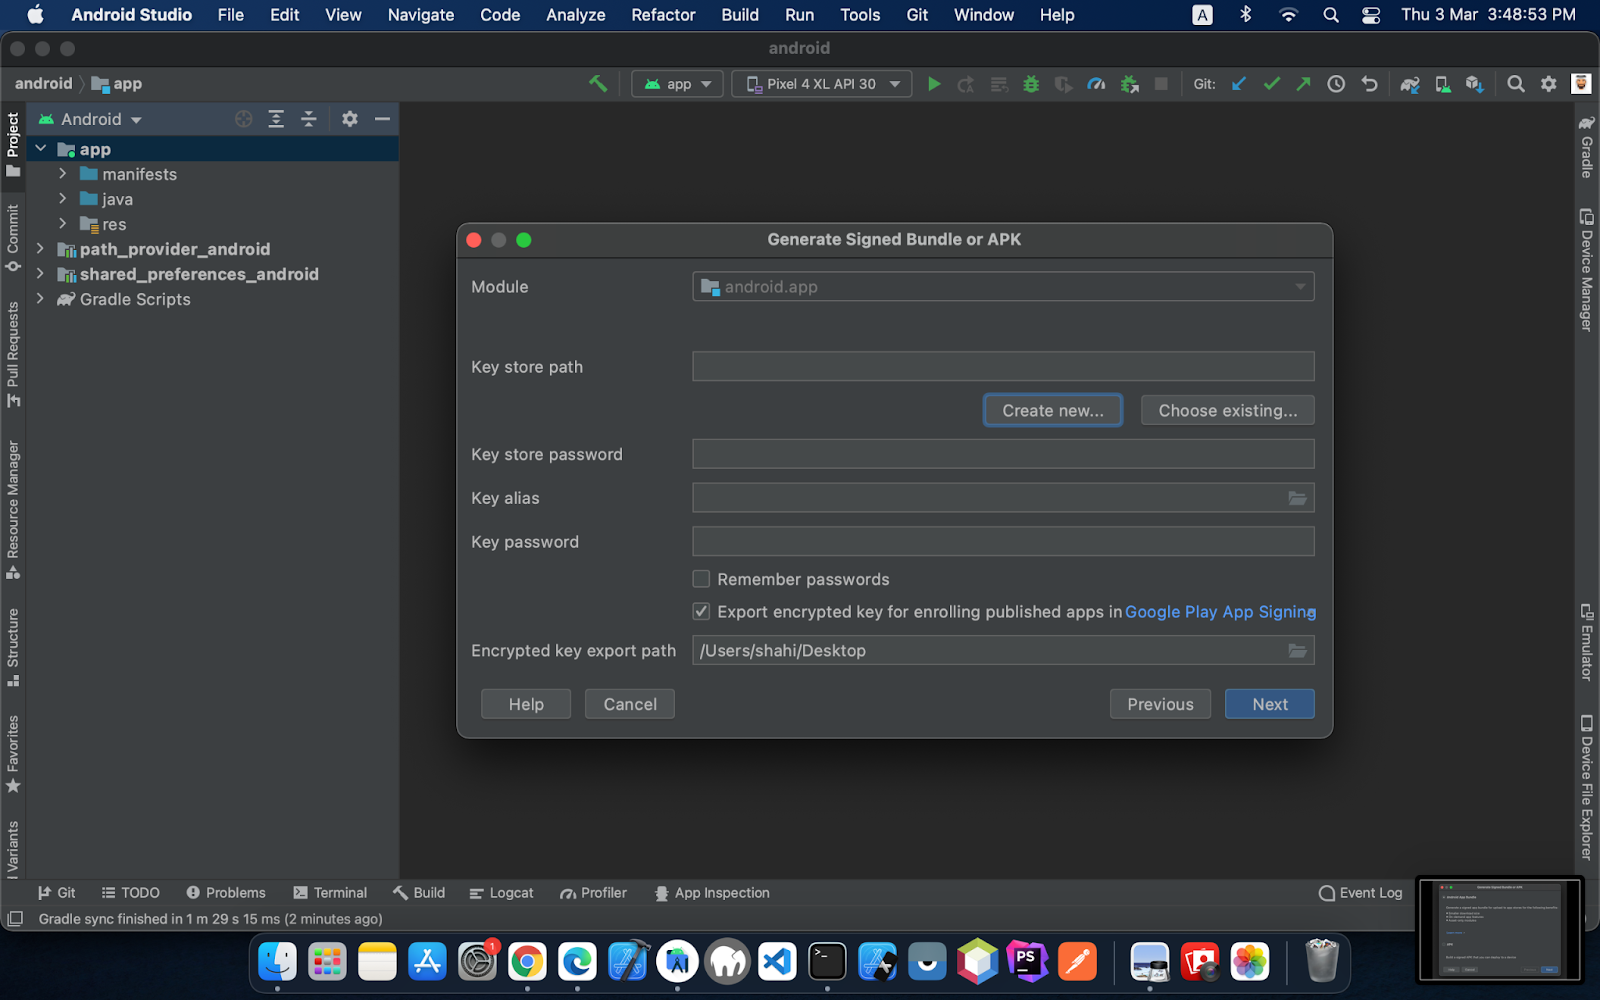 Android Studio File Edit View Navigate Code Analyze Refactor Build Run Tools Git Window Help A Thu 3 Mar 3:48:53 PM
android
android app app Pixel 4 XL API 30 Git:
Android
app
manifests
java
res
path_provider_android
shared_preferences_android
Gradle Scripts
Project
Commit
Pull Requests
Resource Manager
Structure
Favorites
Variants
Generate Signed Bundle or APK
Module android.app
Key store path
Create new... Choose existing...
Key store password
Key alias
Key password
Remember passwords
Export encrypted key for enrolling published apps in Google Play App Signing
Encrypted key export path /Users/shahi/Desktop
Help Cancel Previous Next
Gradle
Device Manager
Emulator
Device File Explorer
Git TODO Problems Terminal Build Logcat Profiler App Inspection Event Log
Gradle sync finished in 1 m 29 s 15 ms (2 minutes ago)
1
PS
Generate Signed Bundle or APK